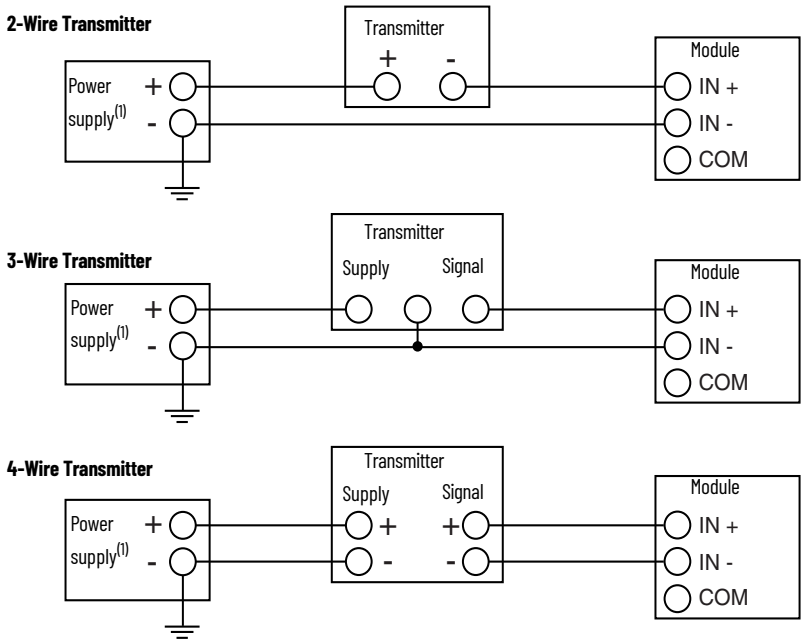 2-Wire Transmitter
Transmitter
+ -
Module
Power
supply(1)
+
-
IN +
IN -
COM
3-Wire Transmitter
Transmitter
Supply Signal
Module
Power
supply(1)
+
-
IN +
IN -
COM
4-Wire Transmitter
Transmitter
Supply Signal
Module
Power
supply(1)
+
-
+ +
- -
IN +
IN -
COM